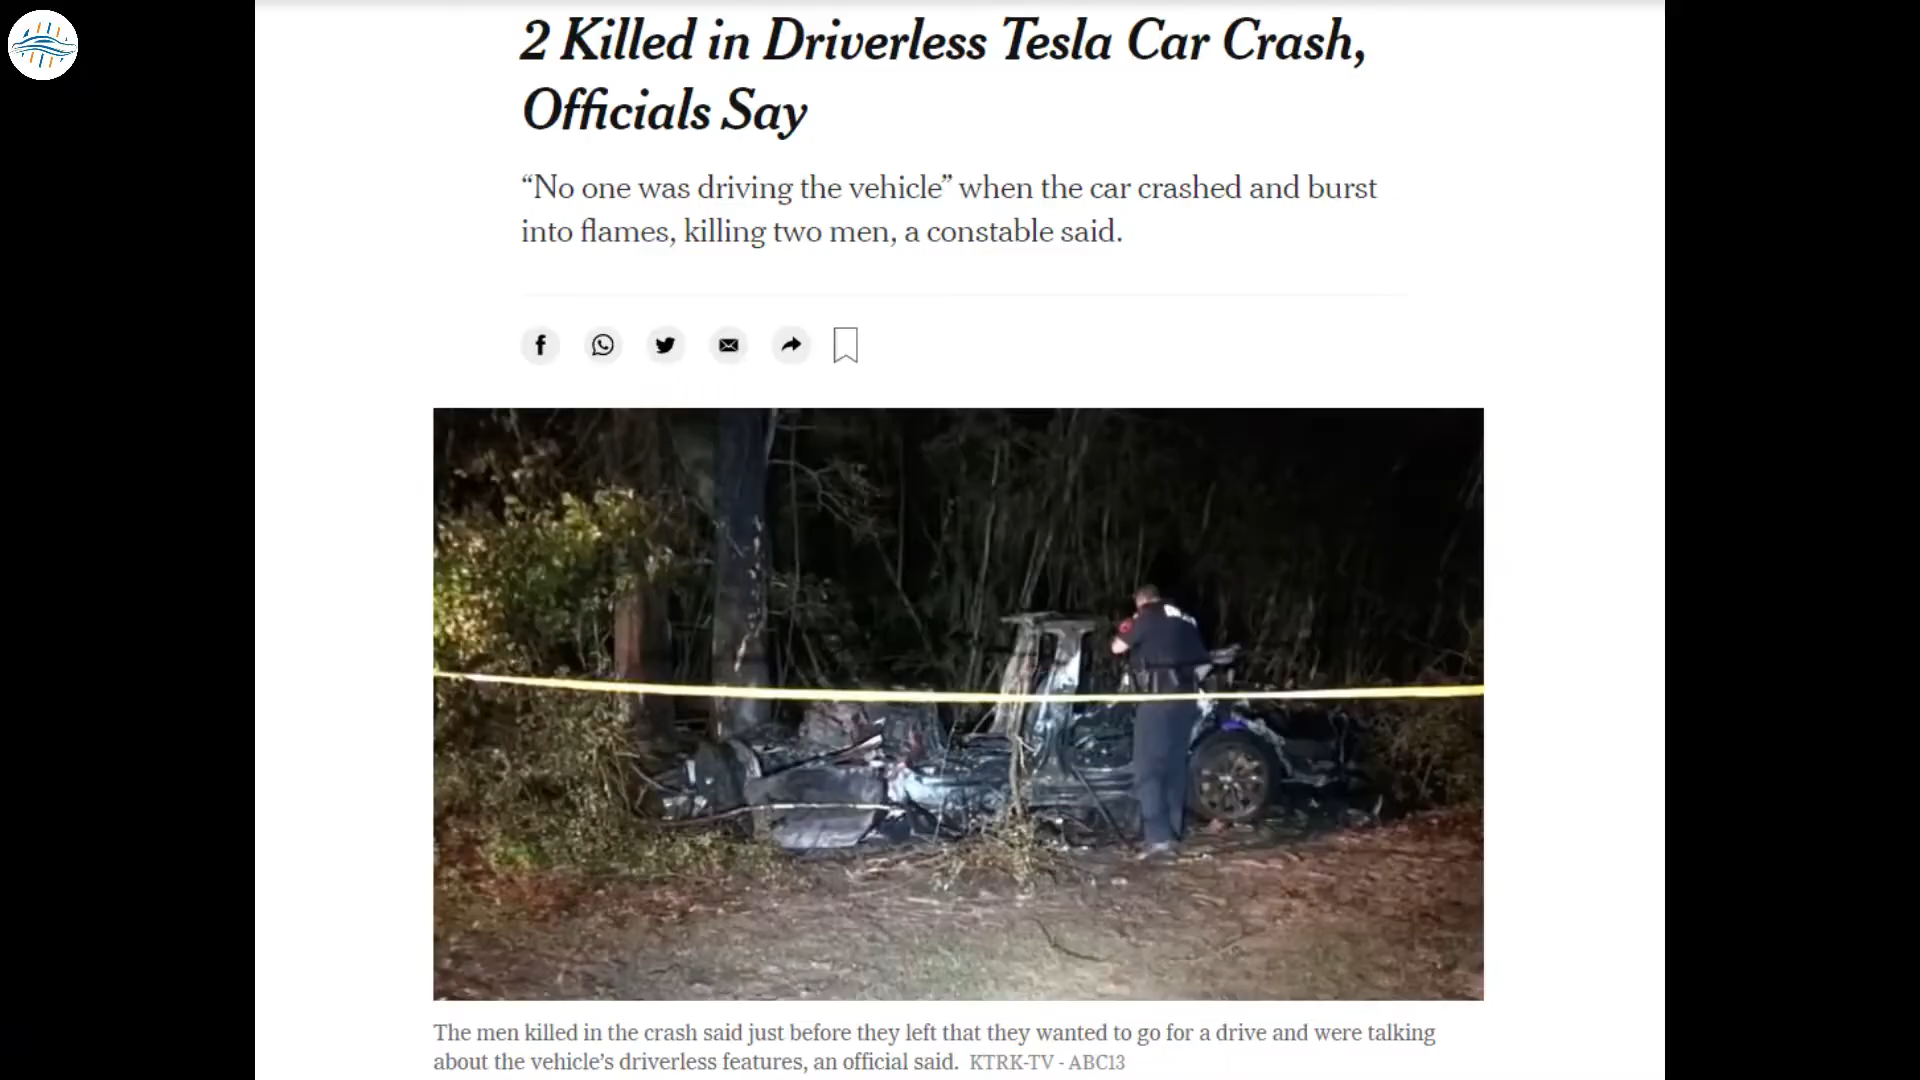 2 Killed in Driverless Tesla Car Crash,
Officials Say
“No one was driving the vehicle” when the car crashed and burst
into flames, killing two men, a constable said.
The men killed in the crash said just before they left that they wanted to go for a drive and were talking
about the vehicle’s driverless features, an official said. KTRK-TV - ABC13